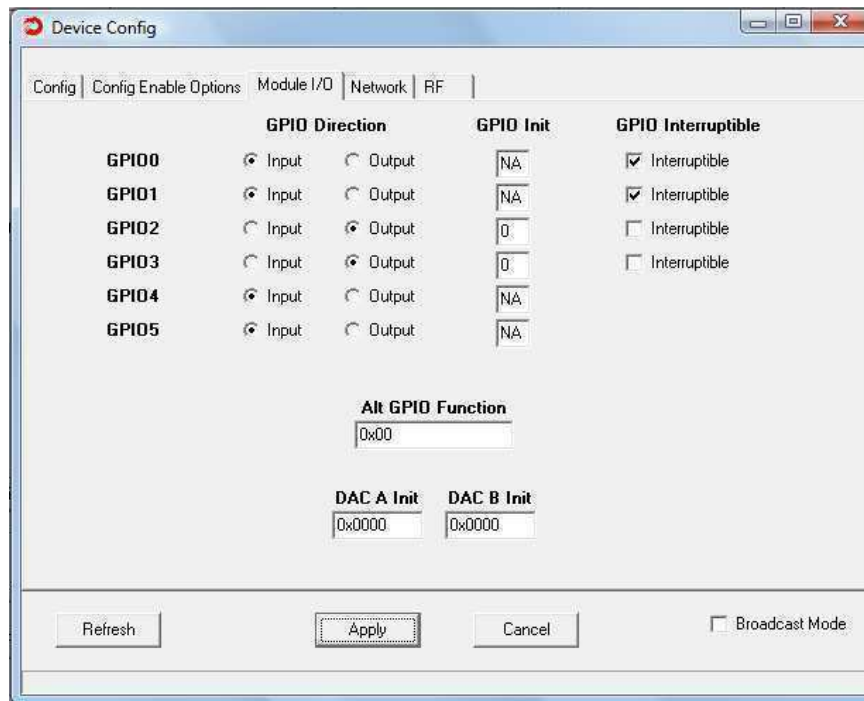 Device Config
Config Config Enable Options Module I/O Network RF
GPIO Direction GPIO Init GPIO Interruptible
GPIO0 Input Output NA Interruptible
GPIO1 Input Output NA Interruptible
GPIO2 Input Output 0 Interruptible
GPIO3 Input Output 0 Interruptible
GPIO4 Input Output NA
GPIO5 Input Output NA
Alt GPIO Function
0x00
DAC A Init DAC B Init
0x0000 0x0000
Refresh Apply Cancel Broadcast Mode